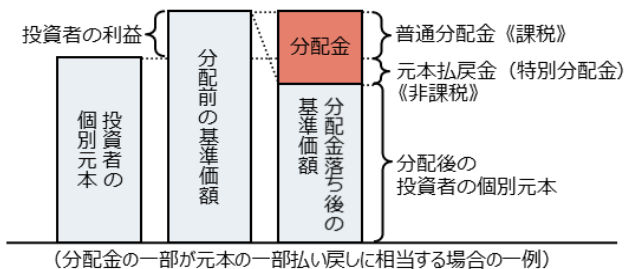 投資者の利益
投資者の
個別元本
分配前の基準価額
分配金
分配金落ち後の
基準価額
普通分配金《課税》
元本払戻金（特別分配金）
《非課税》
分配後の
投資者の個別元本
（分配金の一部が元本の一部払い戻しに相当する場合の一例）